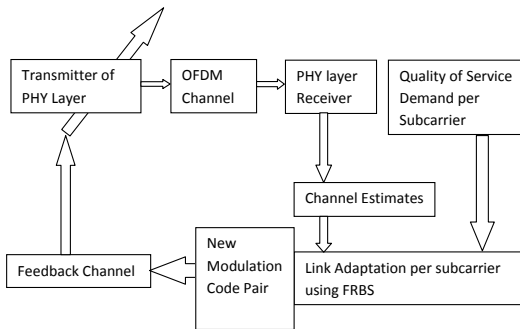 Transmitter of
PHY Layer
OFDM
Channel
PHY layer
Receiver
Quality of Service
Demand per
Subcarrier
Channel Estimates
New
Modulation
Code Pair
Feedback Channel
Link Adaptation per subcarrier
using FRBS